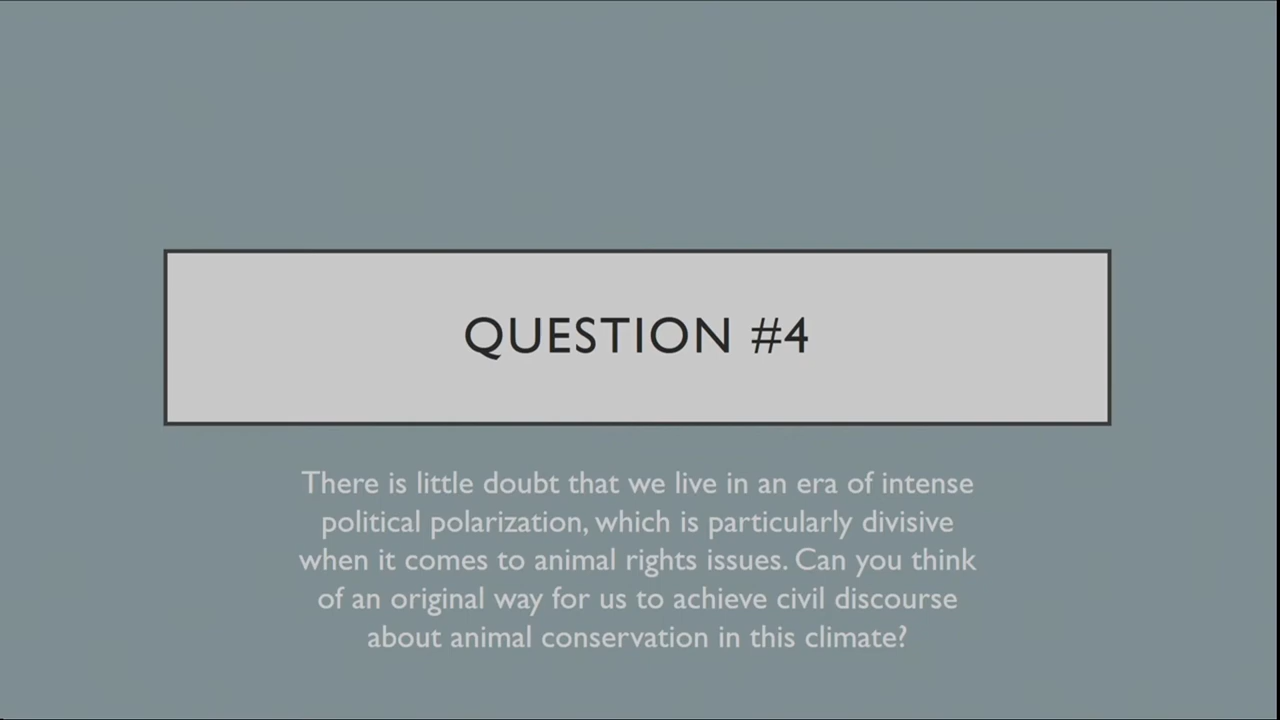 QUESTION #4
There is little doubt that we live in an era of intense
political polarization, which is particularly divisive
when it comes to animal rights issues. Can you think
of an original way for us to achieve civil discourse
about animal conservation in this climate?